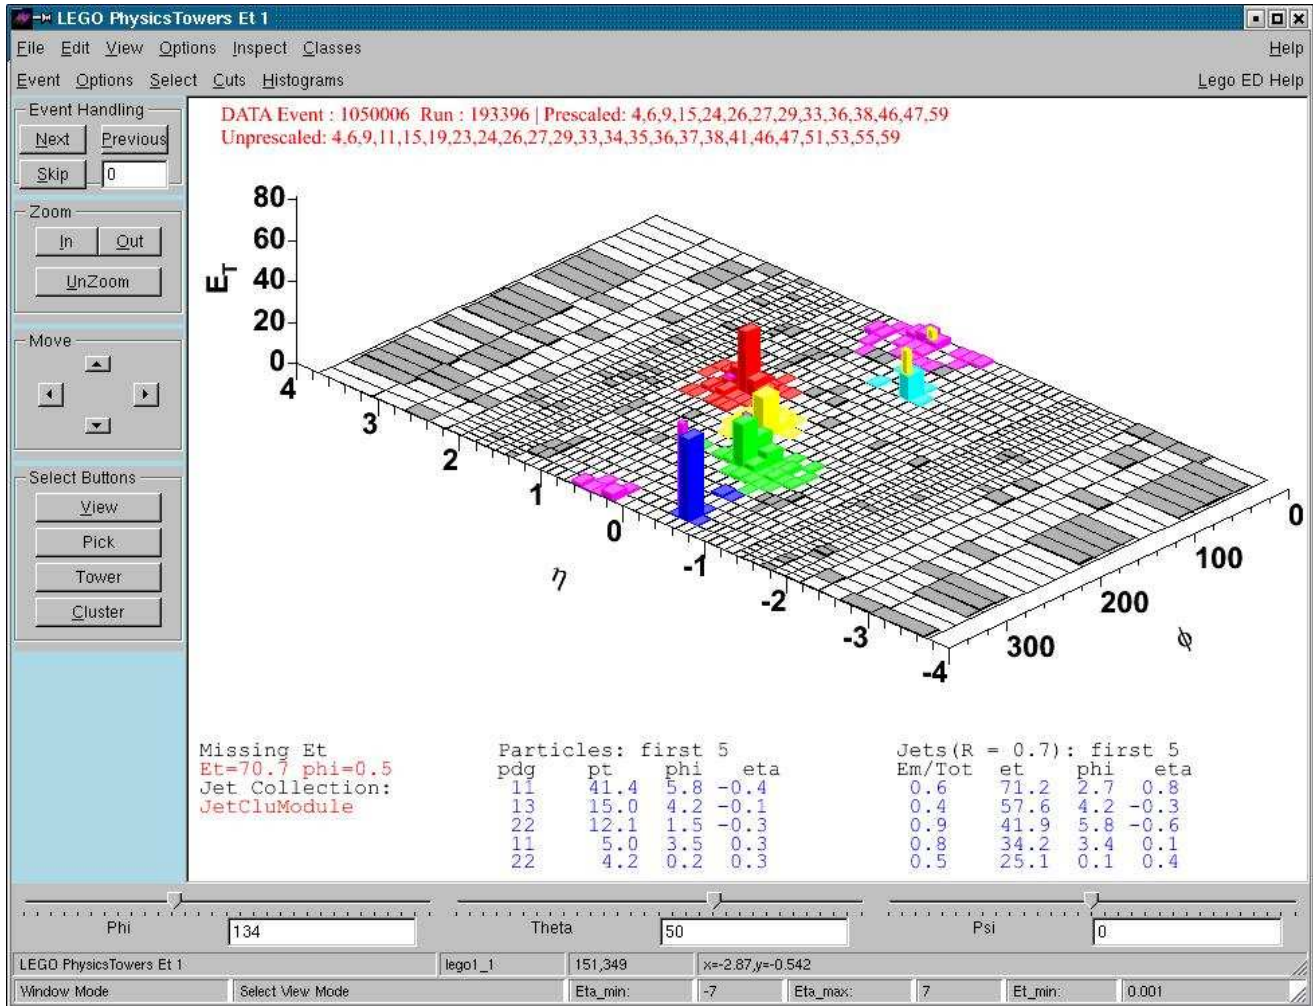 LEGO PhysicsTowers Et 1
File Edit View Options Inspect Classes Help
Event Options Select Cuts Histograms Lego ED Help
Event Handling
Next Previous
Skip 0
Zoom
In Out
UnZoom
Move
Select Buttons
View
Pick
Tower
Cluster
DATA Event : 1050006 Run : 193396 | Prescaled: 4,6,9,15,24,26,27,29,33,36,38,46,47,59
Unprescaled: 4,6,9,11,15,19,23,24,26,27,29,33,34,35,36,37,38,41,46,47,51,53,55,59
80
60
40
20
0
ET
4 3 2 1 0 -1 -2 -3 -4
η
0
100
200
300
ϕ
Missing Et
Et=70.7 phi=0.5
Jet Collection:
JetCluModule
Particles: first 5
pdg pt phi eta
11 41.4 5.8 -0.4
13 15.0 4.2 -0.1
22 12.1 1.5 -0.3
11 5.0 3.5 0.3
22 4.2 0.2 0.3
Jets(R = 0.7): first 5
Em/Tot et phi eta
0.6 71.2 2.7 0.8
0.4 57.6 4.2 -0.3
0.9 41.9 5.8 -0.6
0.8 34.2 3.4 0.1
0.5 25.1 0.1 0.4
Phi 134 Theta 50 Psi 0
LEGO PhysicsTowers Et 1 lego1_1 151,349 x=-2.87,y=-0.542
Window Mode Select View Mode Eta_min: -7 Eta_max: 7 Et_min: 0.001